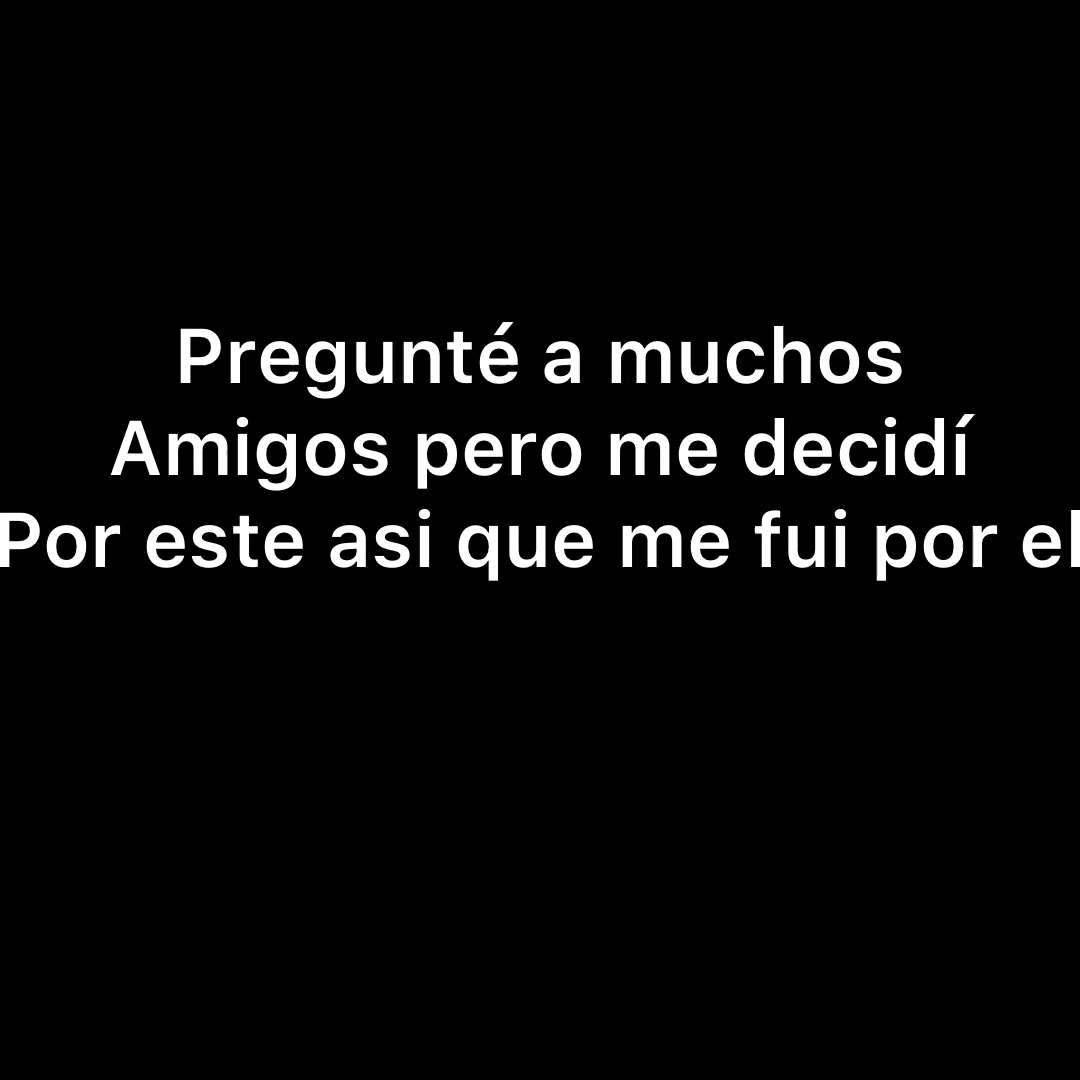 Pregunté a muchos
Amigos pero me decidí
Por este asi que me fui por el